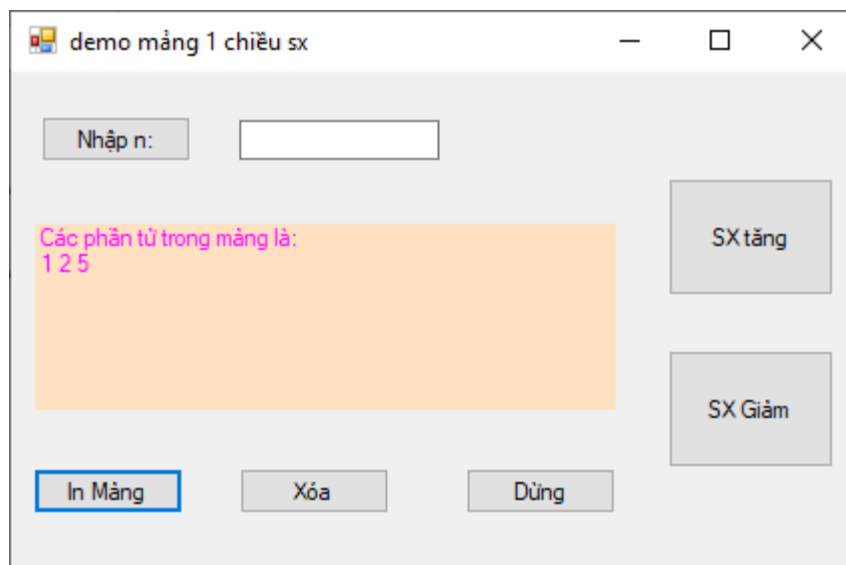 demo mảng 1 chiều sx
Nhập n:
Các phần tử trong mảng là:
1 2 5
SX tăng
SX Giảm
In Mảng
Xóa
Dừng